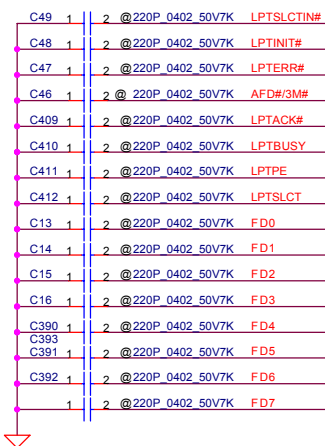 C49 1 2 @220P_0402_50V7K LPTSLCTIN#
C48 1 2 @220P_0402_50V7K LPTINIT#
C47 1 2 @220P_0402_50V7K LPTERR#
C46 1 2 @ 220P_0402_50V7K AFD#/3M#
C409 1 2 @220P_0402_50V7K LPTACK#
C410 1 2 @220P_0402_50V7K LPTBUSY
C411 1 2 @220P_0402_50V7K LPTPE
C412 1 2 @220P_0402_50V7K LPTSLCT
C13 1 2 @220P_0402_50V7K FD0
C14 1 2 @220P_0402_50V7K FD1
C15 1 2 @220P_0402_50V7K FD2
C16 1 2 @220P_0402_50V7K FD3
C390 1 2 @220P_0402_50V7K FD4
C393
C391 1 2 @220P_0402_50V7K FD5
C392 1 2 @220P_0402_50V7K FD6
1 2 @220P_0402_50V7K FD7